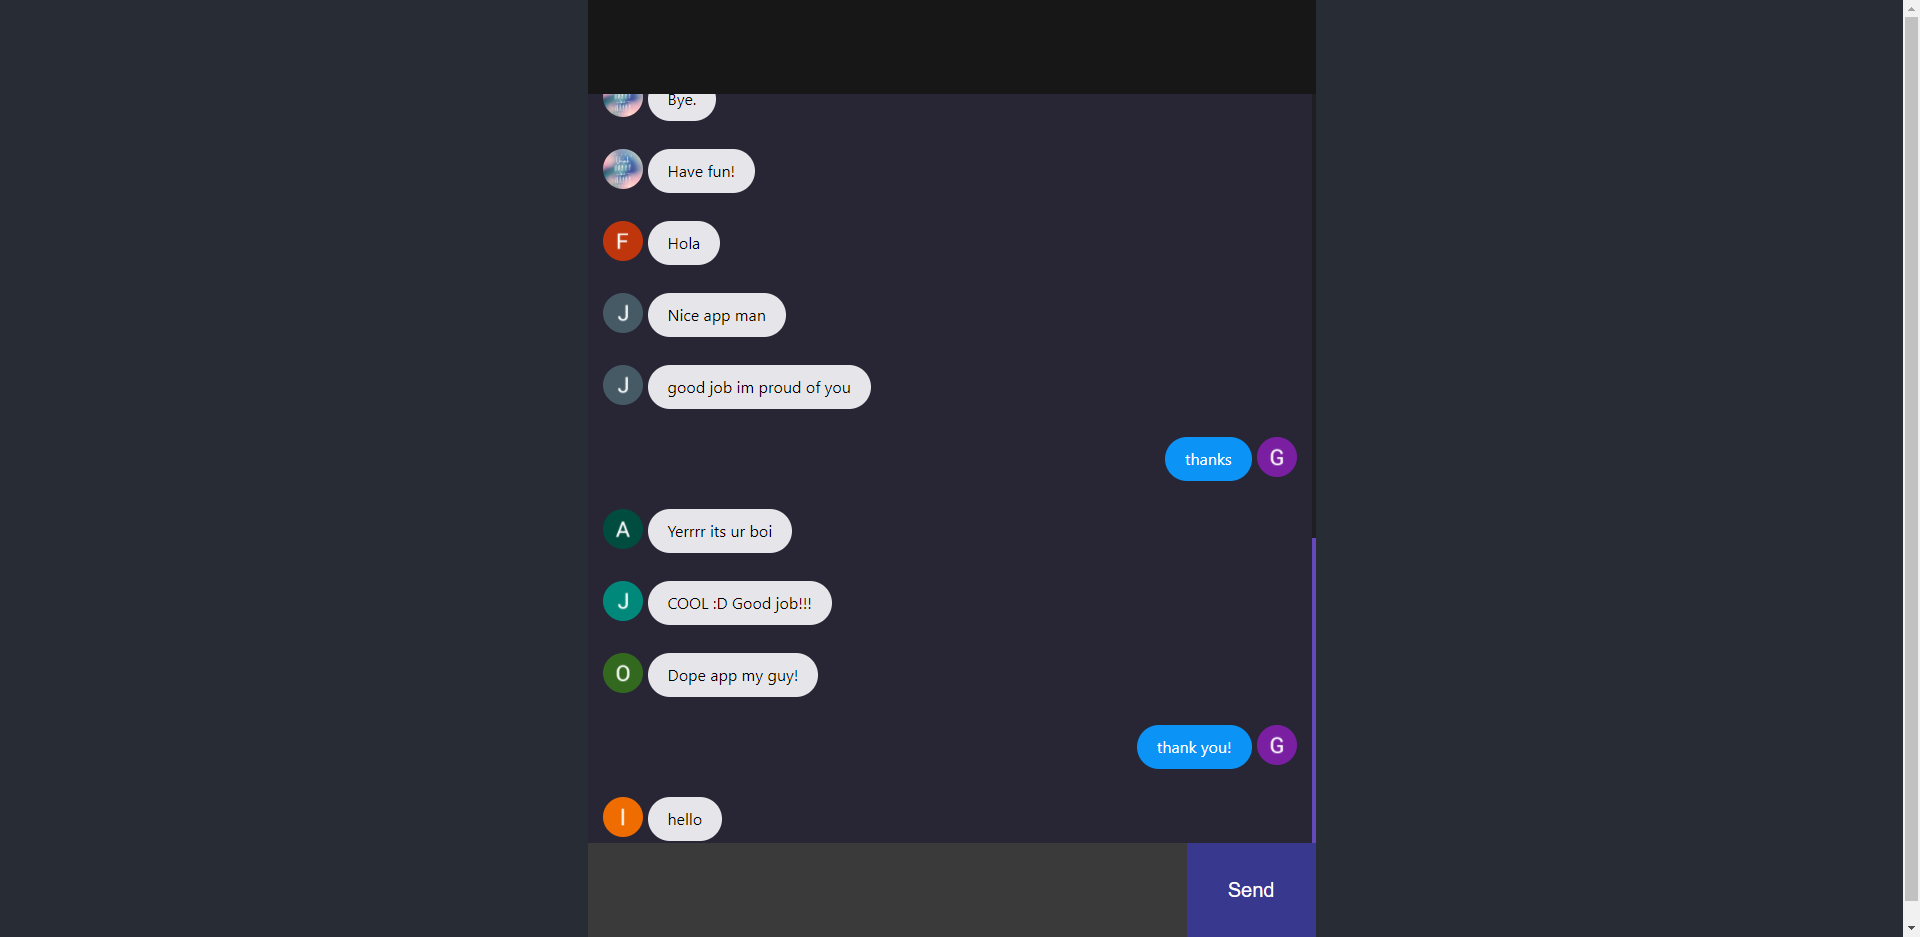 Bye.
Have fun!
F
Hola
J
Nice app man
J
good job im proud of you
thanks
G
A
Yerrrr its ur boi
J
COOL :D Good job!!!
O
Dope app my guy!
thank you!
G
I
hello
Send